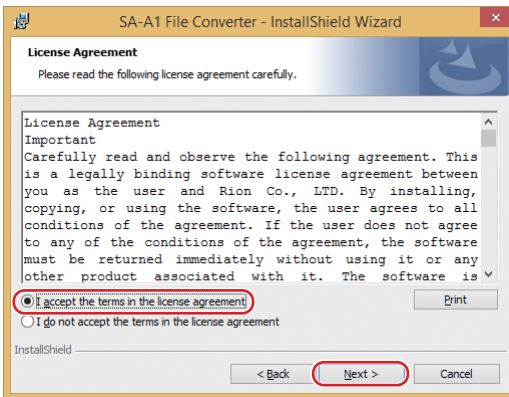 SA-A1 File Converter - InstallShield Wizard
License Agreement
Please read the following license agreement carefully.
License Agreement
Important
Carefully read and observe the following agreement. This
is a legally binding software license agreement between
you as the user and Rion Co., LTD. By installing,
copying, or using the software, the user agrees to all
conditions of the agreement. If the user does not agree
to any of the conditions of the agreement, the software
must be returned immediately without using it or any
other product associated with it. The software is
I accept the terms in the license agreement
Print
I do not accept the terms in the license agreement
InstallShield
< Back
Next >
Cancel